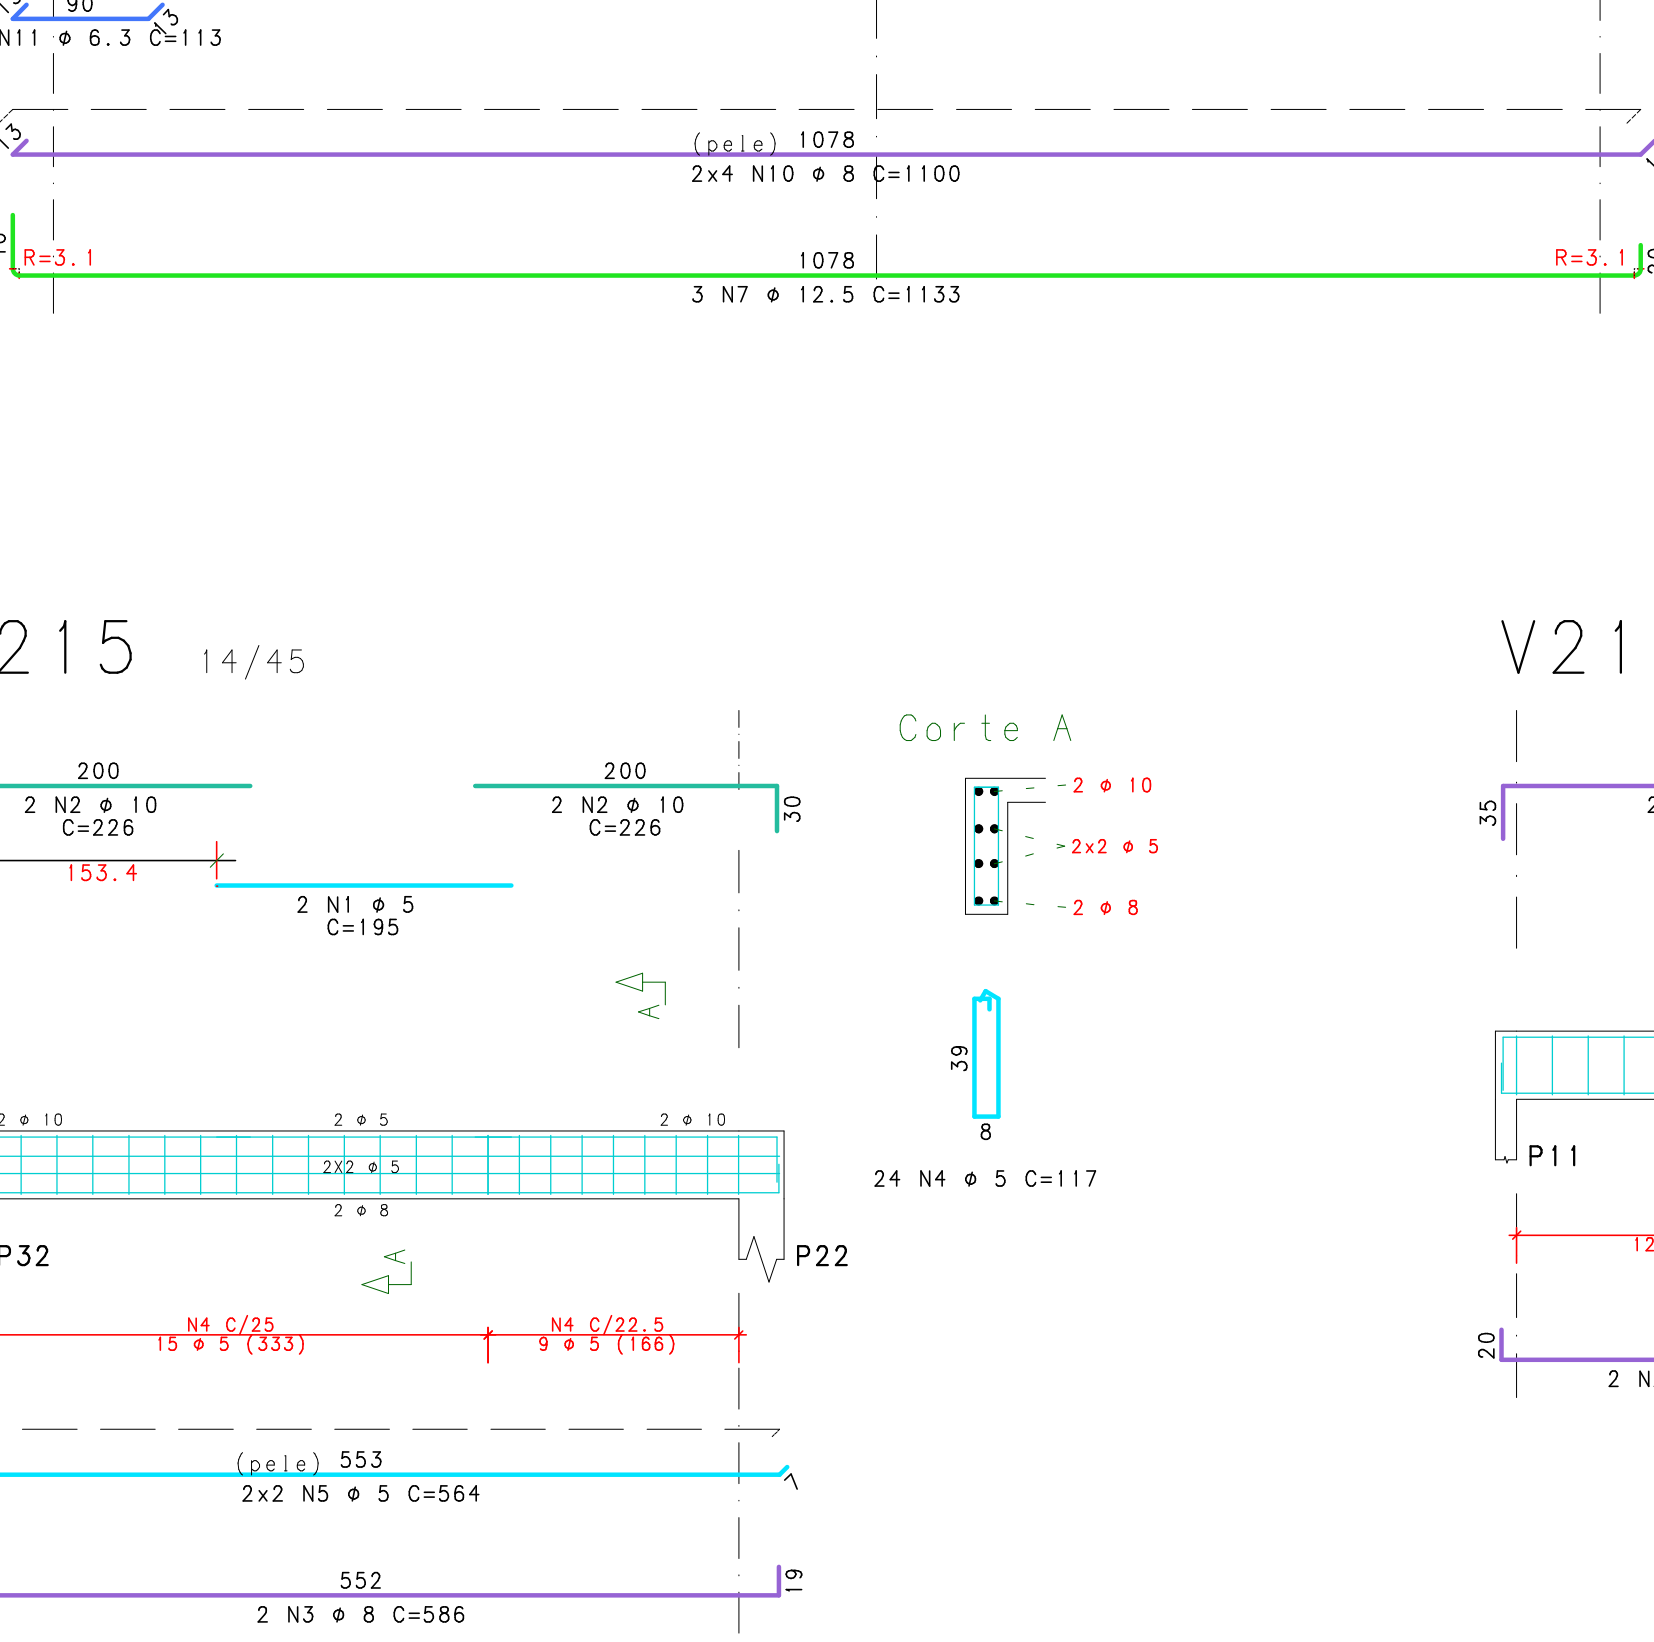 90
13
N11 ø 6.3 C=113
13
(pele) 1078
2x4 N10 ø 8 C=1100
R=3.1
1078
R=3.1
3 N7 ø 12.5 C=1133
215 14/45
V21
Corte A
200
2 N2 ø 10
C=226
200
2 N2 ø 10
C=226
30
2 ø 10
2x2 ø 5
2 ø 8
35
153.4
2 N1 ø 5
C=195
A
39
8
24 N4 ø 5 C=117
2 ø 10
2 ø 5
2 ø 10
2X2 ø 5
2 ø 8
P11
P32
A
P22
12
N4 C/25
15 ø 5 (333)
N4 C/22.5
9 ø 5 (166)
20
2 N
(pele) 553
2x2 N5 ø 5 C=564
7
552
19
2 N3 ø 8 C=586